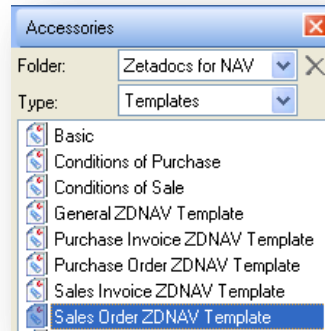 Accessories
Folder: Zetadocs for NAV
Type: Templates
Basic
Conditions of Purchase
Conditions of Sale
General ZDNAV Template
Purchase Invoice ZDNAV Template
Purchase Order ZDNAV Template
Sales Invoice ZDNAV Template
Sales Order ZDNAV Template